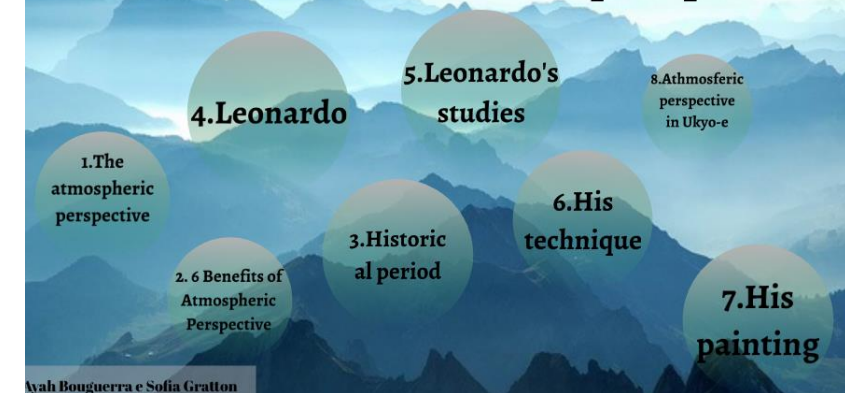 1.The
atmospheric
perspective
2. 6 Benefits of
Atmospheric
Perspective
3.Historic
al period
4.Leonardo
5.Leonardo's
studies
6.His
technique
7.His
painting
8.Athmosferic
perspective
in Ukyo-e
Ayah Bouguerra e Sofia Gratton